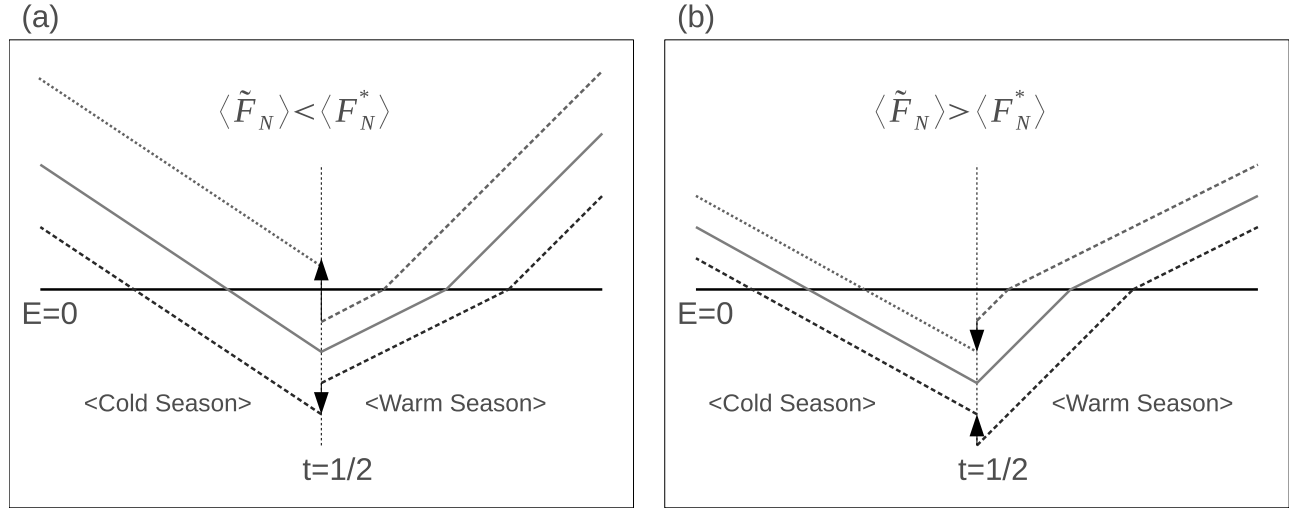 (a)
⟨F̃_N⟩<⟨F*_N⟩
E=0
<Cold Season>
<Warm Season>
t=1/2
(b)
⟨F̃_N⟩>⟨F*_N⟩
E=0
<Cold Season>
<Warm Season>
t=1/2